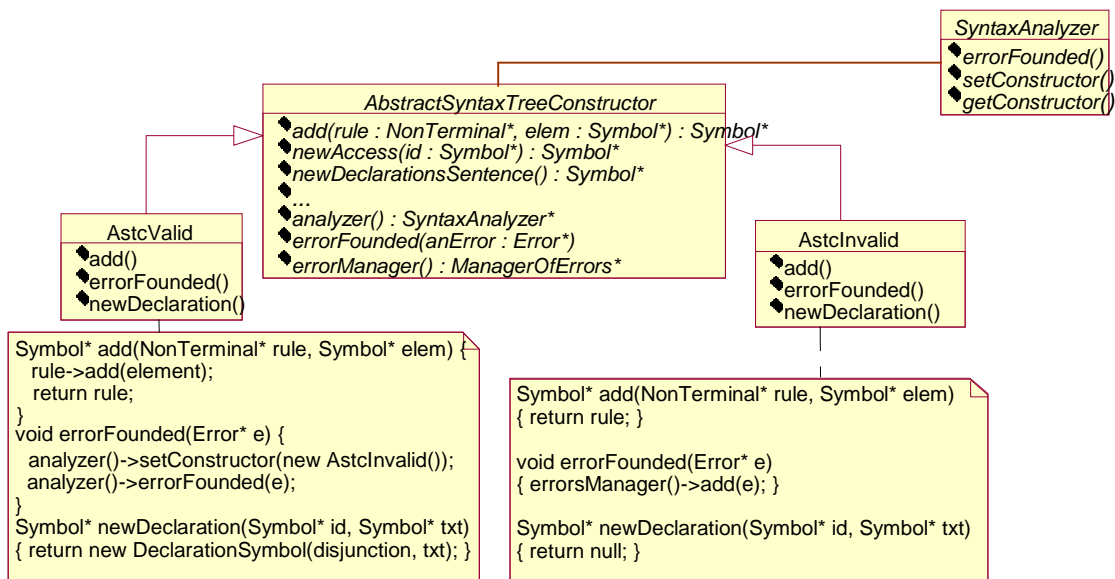 SyntaxAnalyzer
errorFounded()
setConstructor()
getConstructor()
AbstractSyntaxTreeConstructor
add(rule : NonTerminal*, elem : Symbol*) : Symbol*
newAccess(id : Symbol*) : Symbol*
newDeclarationsSentence() : Symbol*
...
analyzer() : SyntaxAnalyzer*
errorFounded(anError : Error*)
errorManager() : ManagerOfErrors*
AstcValid
add()
errorFounded()
newDeclaration()
AstcInvalid
add()
errorFounded()
newDeclaration()
Symbol* add(NonTerminal* rule, Symbol* elem) {
rule->add(element);
return rule;
}
void errorFounded(Error* e) {
analyzer()->setConstructor(new AstcInvalid());
analyzer()->errorFounded(e);
}
Symbol* newDeclaration(Symbol* id, Symbol* txt)
{ return new DeclarationSymbol(disjunction, txt); }
Symbol* add(NonTerminal* rule, Symbol* elem)
{ return rule; }
void errorFounded(Error* e)
{ errorsManager()->add(e); }
Symbol* newDeclaration(Symbol* id, Symbol* txt)
{ return null; }